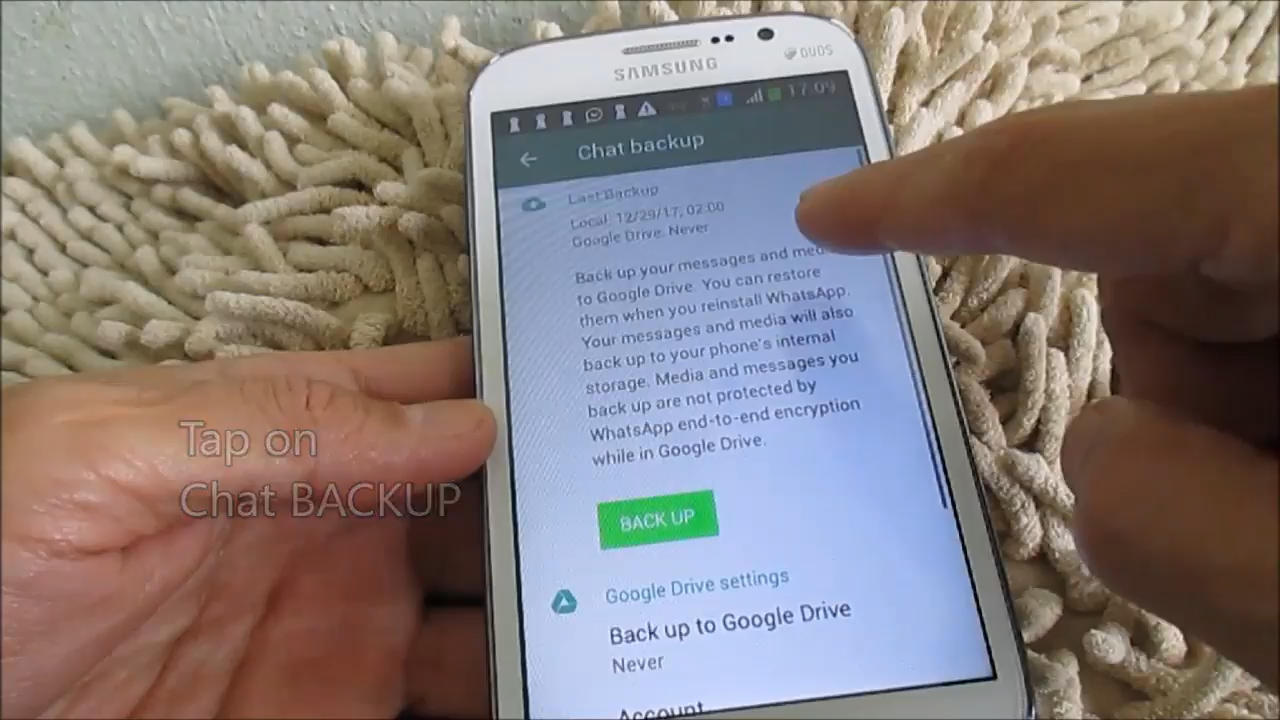 SAMSUNG
DUOS
17:09
Chat backup
Last Backup
Local: 12/29/17, 02:00
Google Drive: Never
Back up your messages and
to Google Drive. You can restore
them when you reinstall WhatsApp.
Your messages and media will also
back up to your phone's internal
storage. Media and messages you
back up are not protected by
WhatsApp end-to-end encryption
while in Google Drive.
Tap on
Chat BACKUP
BACK UP
Google Drive settings
Back up to Google Drive
Never
Account